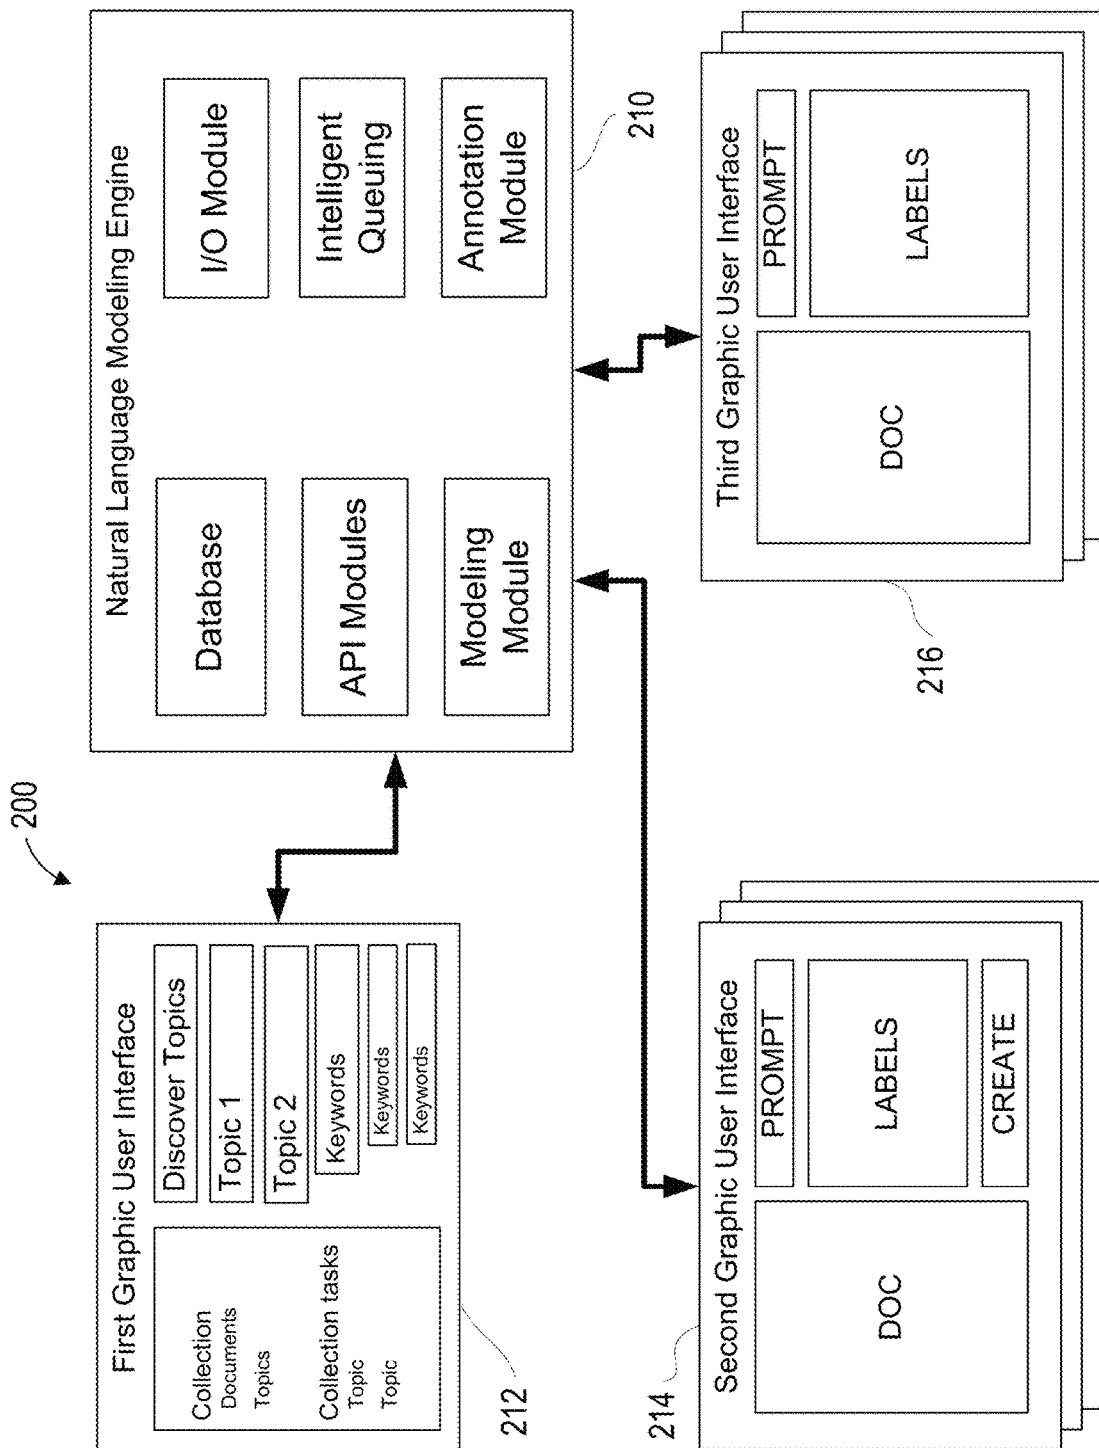 200
First Graphic User Interface
Collection
Documents
Topics
Collection tasks
Topic
Topic
Discover Topics
Topic 1
Topic 2
Keywords
Keywords
Keywords
212
Natural Language Modeling Engine
Database
API Modules
Modeling
Module
I/O Module
Intelligent
Queuing
Annotation
Module
210
Second Graphic User Interface
DOC
PROMPT
LABELS
CREATE
214
Third Graphic User Interface
DOC
PROMPT
LABELS
216